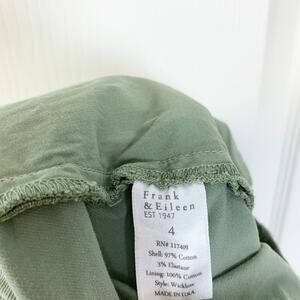 Frank
& Eileen
EST 1947
4
RN# 117409
Shell: 97% Cotton
3% Elastane
Lining: 100% Cotton
Style: Wicklow
MADE IN U.S.A.